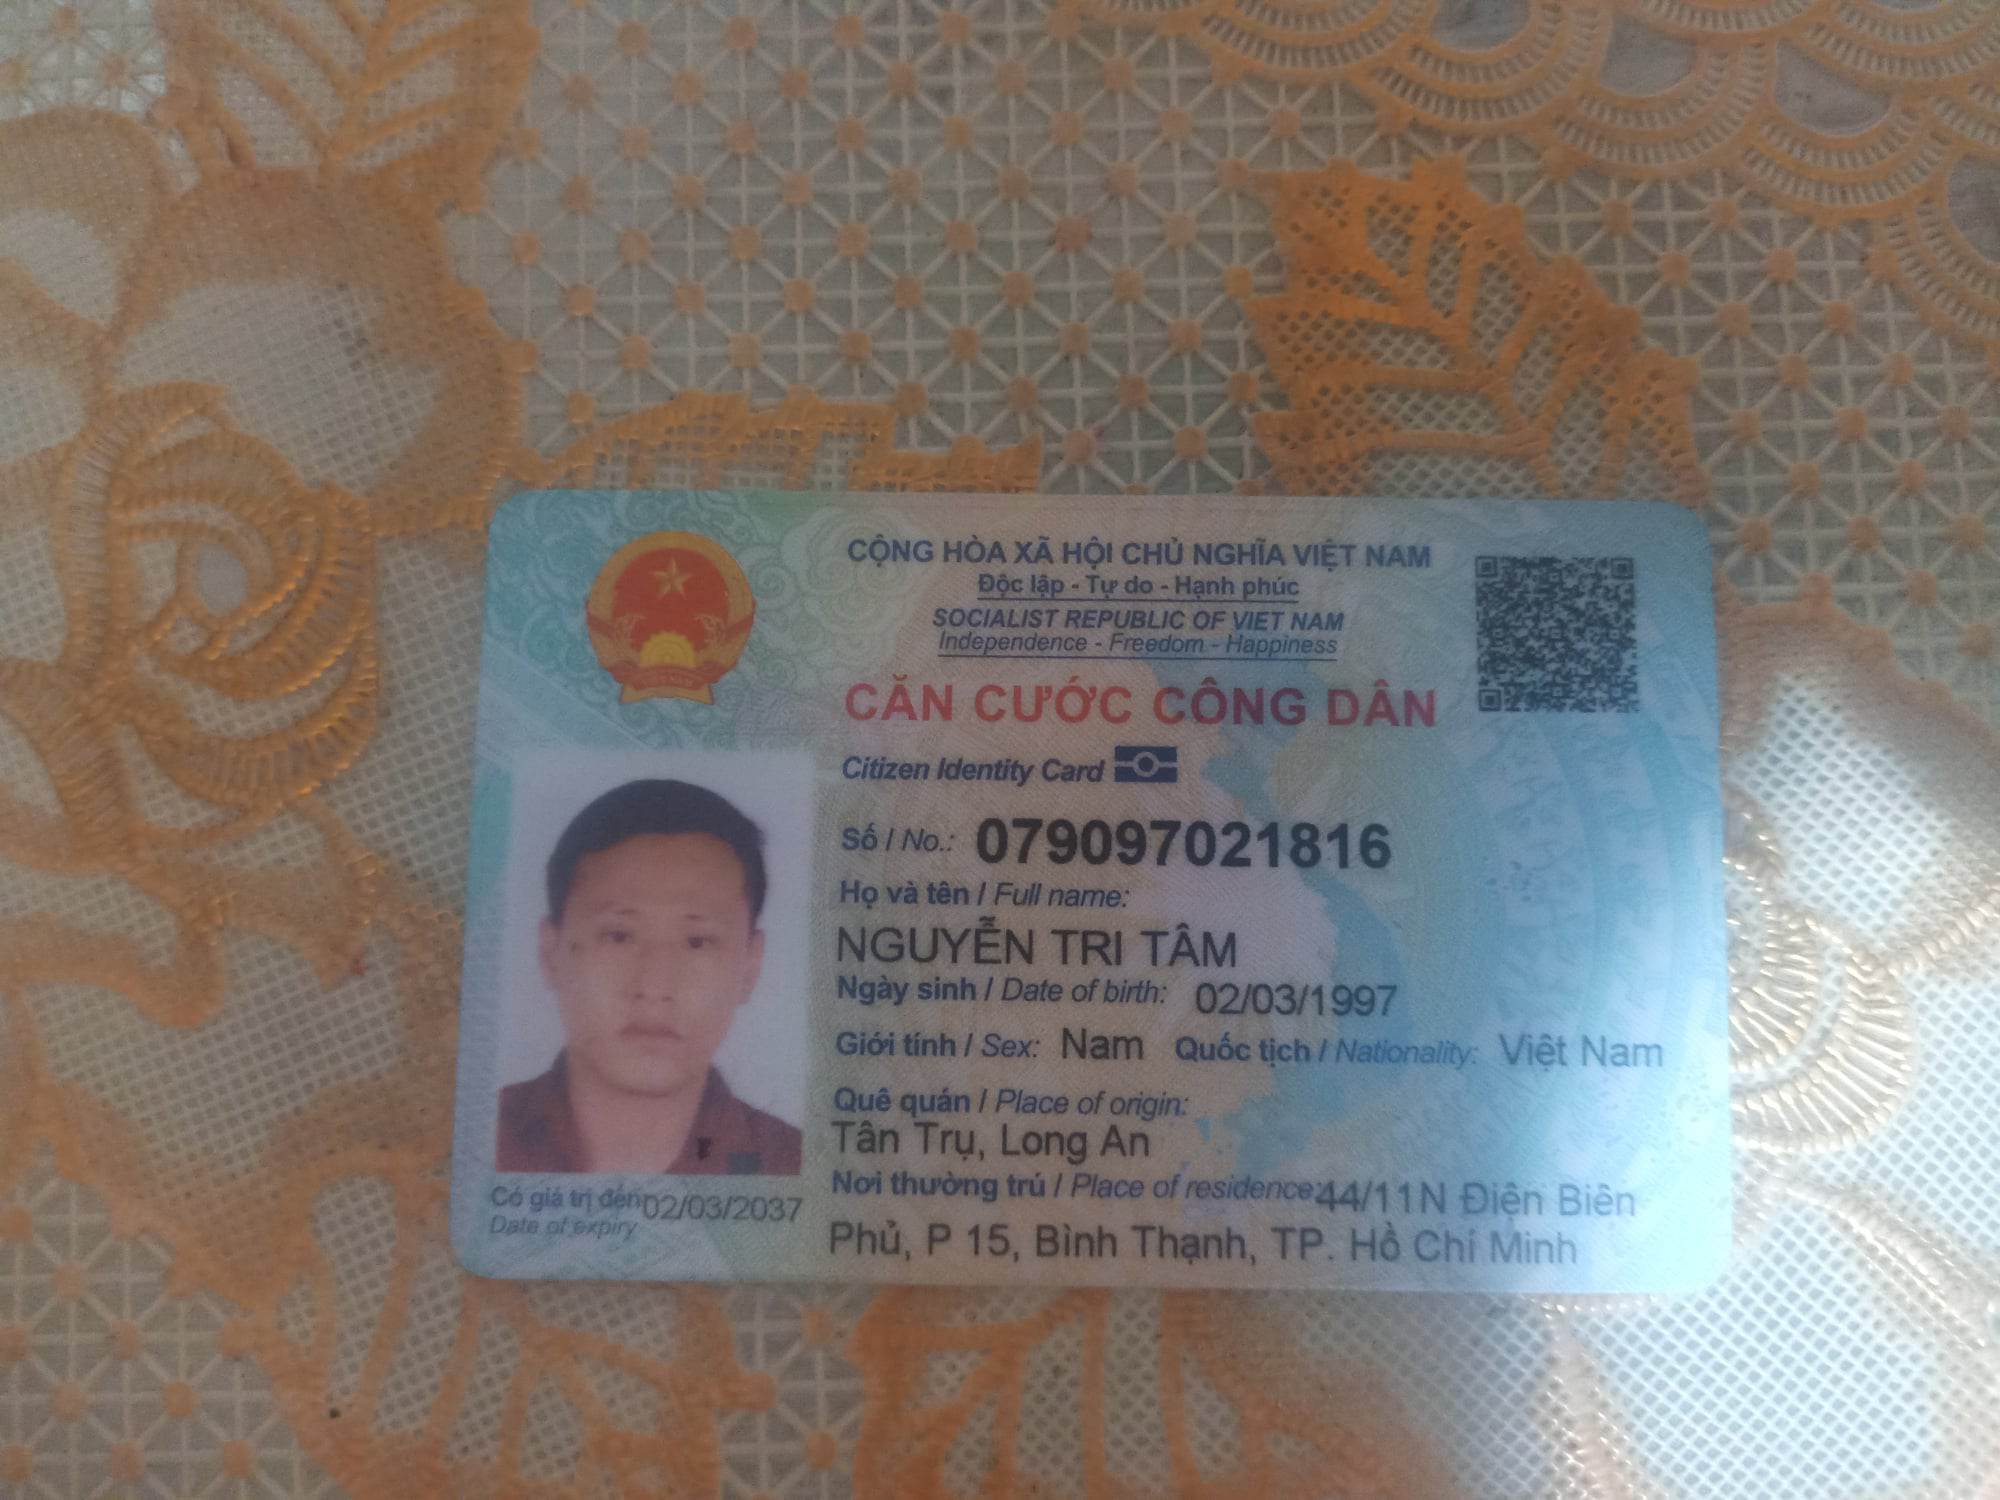 CỘNG HÒA XÃ HỘI CHỦ NGHĨA VIỆT NAM
Độc lập - Tự do - Hạnh phúc
SOCIALIST REPUBLIC OF VIET NAM
Independence - Freedom - Happiness
CĂN CƯỚC CÔNG DÂN
Citizen Identity Card
Số / No.: 079097021816
Họ và tên / Full name:
NGUYỄN TRI TÂM
Ngày sinh / Date of birth: 02/03/1997
Giới tính / Sex: Nam Quốc tịch / Nationality: Việt Nam
Quê quán / Place of origin:
Tân Trụ, Long An
Nơi thường trú / Place of residence: 44/11N Điện Biên
Phủ, P 15, Bình Thạnh, TP. Hồ Chí Minh
Có giá trị đến 02/03/2037
Date of expiry